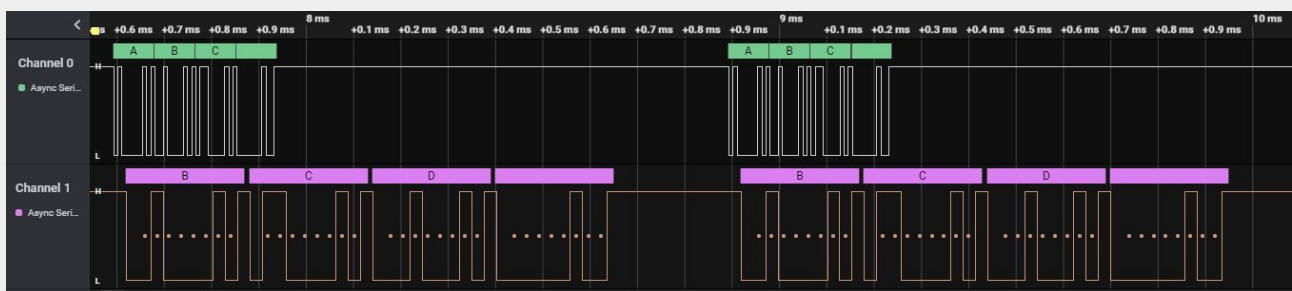 8 ms 9 ms 10 ms
s +0.6 ms +0.7 ms +0.8 ms +0.9 ms +0.1 ms +0.2 ms +0.3 ms +0.4 ms +0.5 ms +0.6 ms +0.7 ms +0.8 ms +0.9 ms +0.1 ms +0.2 ms +0.3 ms +0.4 ms +0.5 ms +0.6 ms +0.7 ms +0.8 ms +0.9 ms
A B C A B C
Channel 0 H
Async Seri...
L
B C D B C D
Channel 1 H
Async Seri...
L